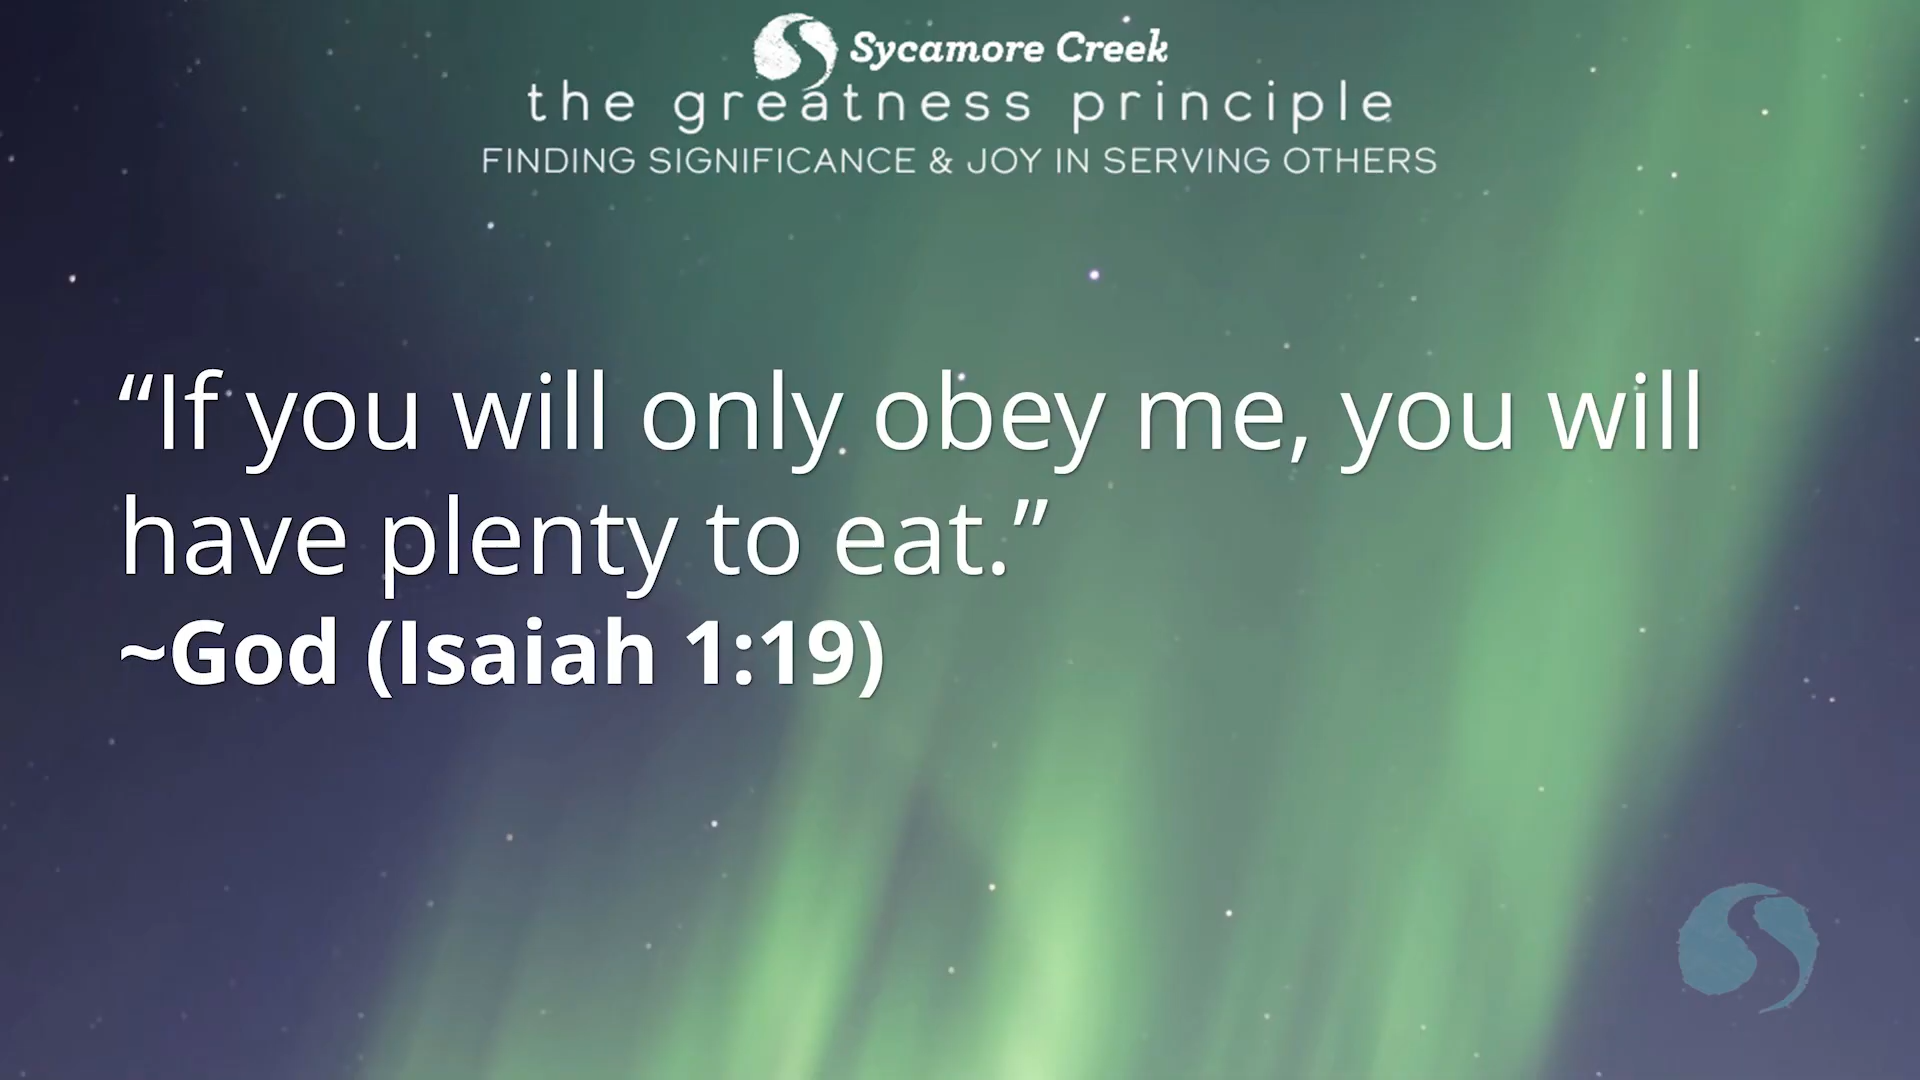 Sycamore Creek
the greatness principle
FINDING SIGNIFICANCE & JOY IN SERVING OTHERS
“If you will only obey me, you will
have plenty to eat.”
~God (Isaiah 1:19)